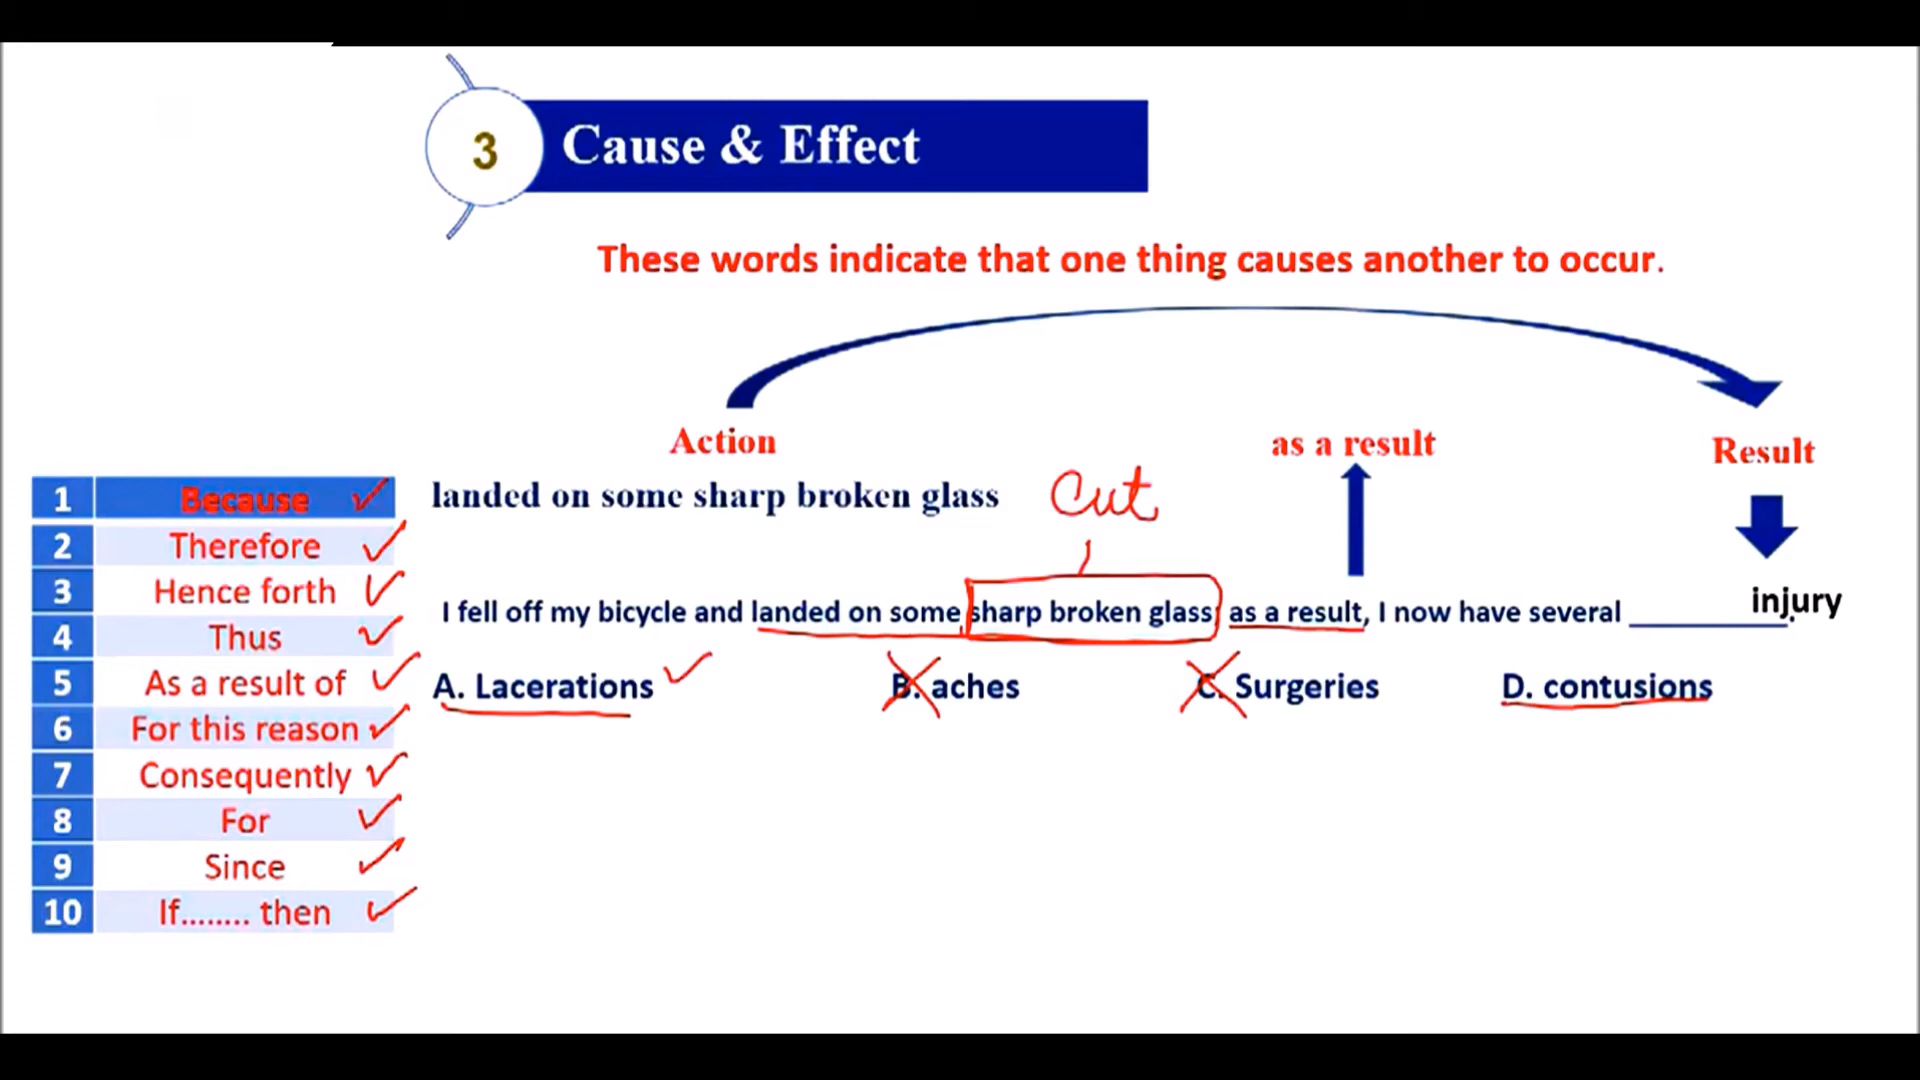 3
Cause & Effect
These words indicate that one thing causes another to occur.
Action
as a result
Result
landed on some sharp broken glass
cut
I fell off my bicycle and landed on some sharp broken glass; as a result, I now have several __________.
injury
A. Lacerations
B. aches
C. Surgeries
D. contusions
1 Because
2 Therefore
3 Hence forth
4 Thus
5 As a result of
6 For this reason
7 Consequently
8 For
9 Since
10 If........ then